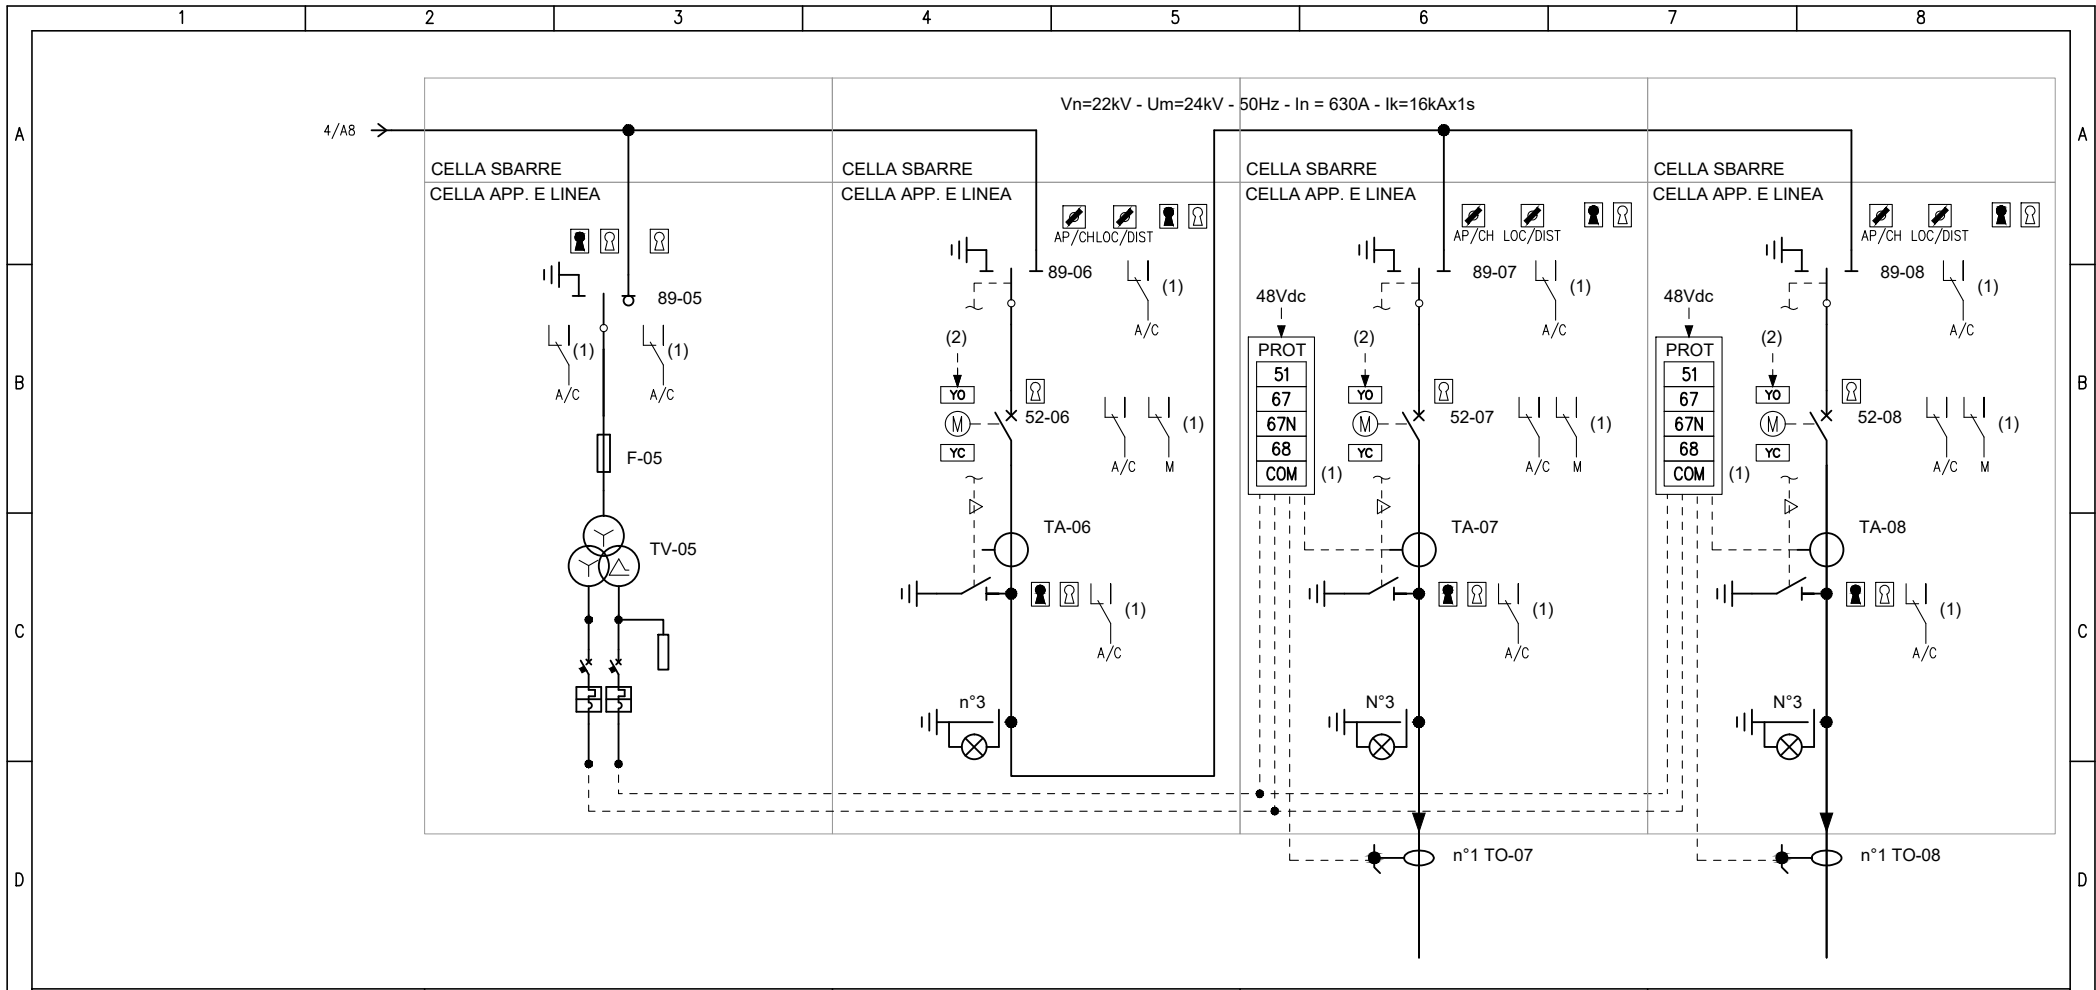 1 2 3 4 5 6 7 8
Vn=22kV - Um=24kV - 50Hz - In = 630A - Ik=16kAx1s
A 4/A8 A
CELLA SBARRE CELLA SBARRE CELLA SBARRE CELLA SBARRE
CELLA APP. E LINEA CELLA APP. E LINEA CELLA APP. E LINEA CELLA APP. E LINEA
AP/CH LOC/DIST AP/CH LOC/DIST AP/CH LOC/DIST
89-06 89-07 89-08
(1) (1) (1)
89-05 48Vdc 48Vdc
A/C A/C A/C
(2) (2) (2)
(1) (1) PROT PROT
51 51
B B
A/C A/C YO YO YO
67 67
52-06 52-07 52-08
M 67N (1) M (1) 67N M (1)
YC 68 YC 68 YC
F-05 A/C M A/C M A/C M
COM (1) COM (1)
TA-06 TA-07 TA-08
TV-05
(1) (1) (1)
C C
A/C A/C A/C
n°3 N°3 N°3
n°1 TO-07 n°1 TO-08
D D